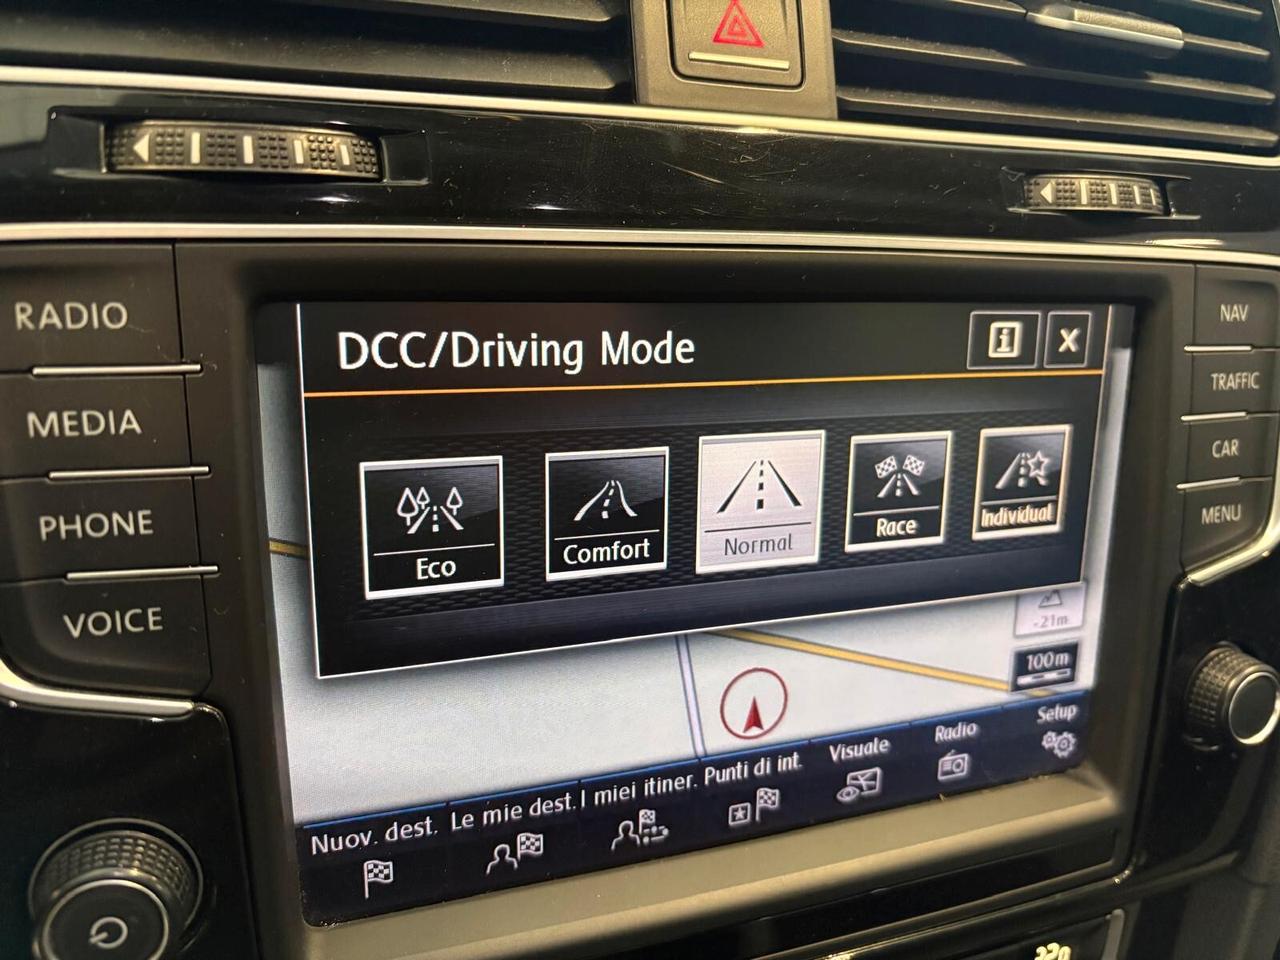 RADIO
MEDIA
PHONE
VOICE
NAV
TRAFFIC
CAR
MENU
DCC/Driving Mode
i
X
Eco
Comfort
Normal
Race
Individual
-21m
100m
Nuov. dest.
Le mie dest.
I miei itiner.
Punti di int.
Visuale
Radio
Setup